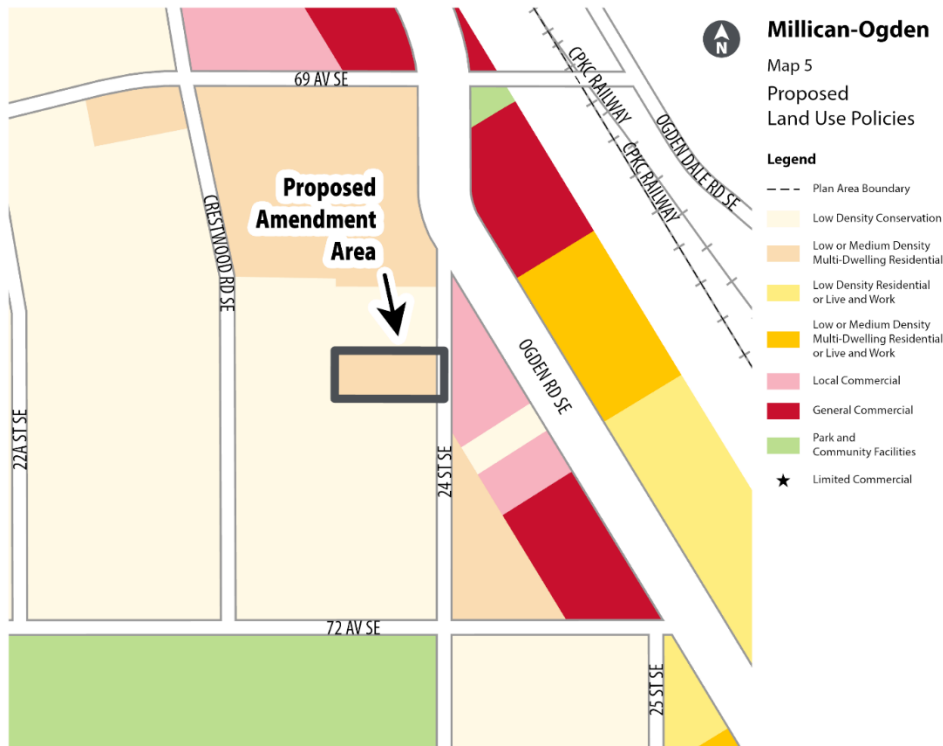 Millican-Ogden
Map 5
Proposed
Land Use Policies
Legend
Plan Area Boundary
Low Density Conservation
Low or Medium Density
Multi-Dwelling Residential
Low Density Residential
or Live and Work
Low or Medium Density
Multi-Dwelling Residential
or Live and Work
Local Commercial
General Commercial
Park and
Community Facilities
Limited Commercial
N
69 AV SE
CPKC RAILWAY
CPKC RAILWAY
OGDEN DALE RD SE
Proposed
Amendment
Area
CRESTWOOD RD SE
OGDEN RD SE
22A ST SE
24 ST SE
72 AV SE
25 ST SE